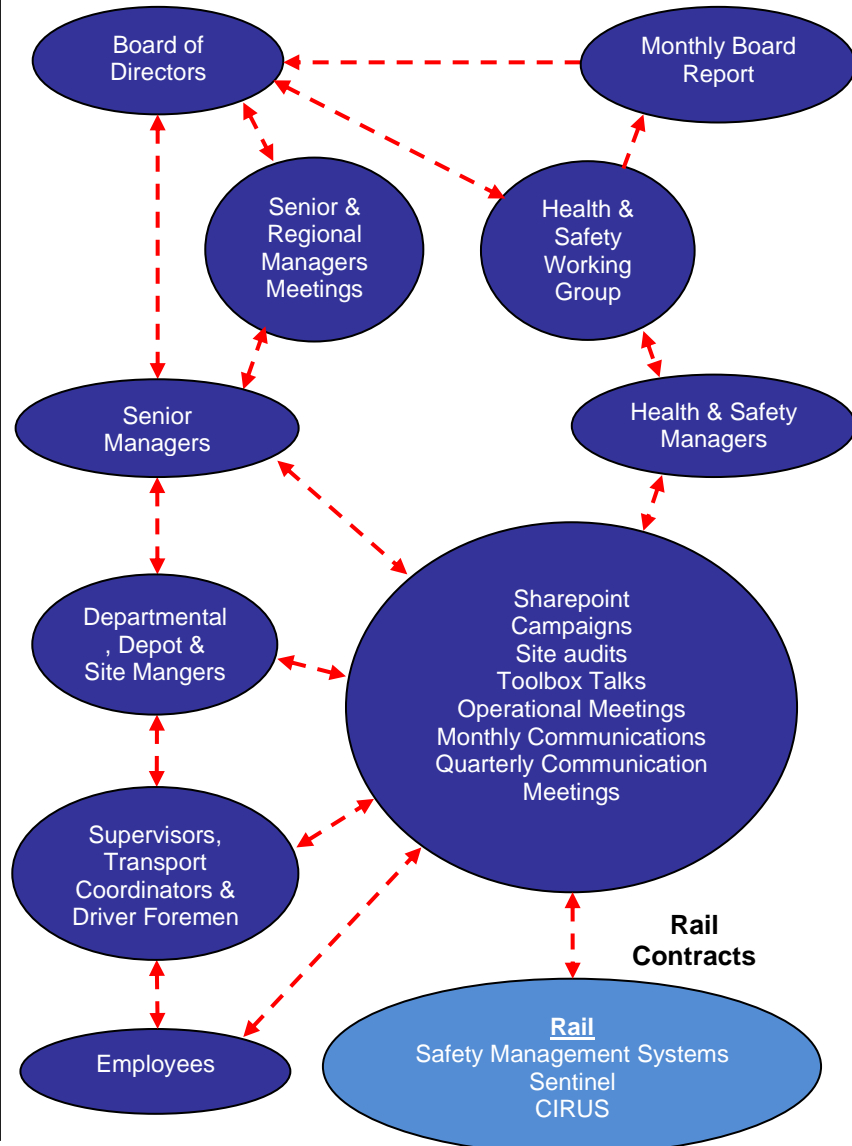 Board of
Directors
Monthly Board
Report
Senior &
Regional
Managers
Meetings
Health &
Safety
Working
Group
Senior
Managers
Health & Safety
Managers
Departmental
, Depot &
Site Mangers
Sharepoint
Campaigns
Site audits
Toolbox Talks
Operational Meetings
Monthly Communications
Quarterly Communication
Meetings
Supervisors,
Transport
Coordinators &
Driver Foremen
Rail
Contracts
Employees
Rail
Safety Management Systems
Sentinel
CIRUS